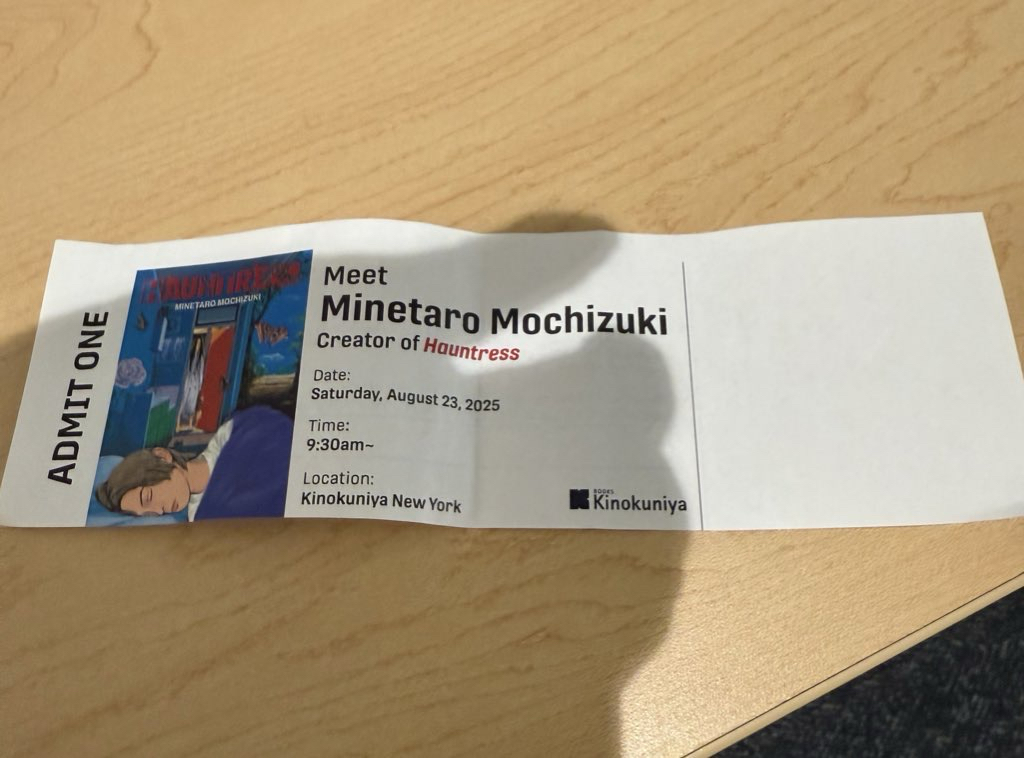 ADMIT ONE
HAUNTRESS
MINETARO MOCHIZUKI
Meet
Minetaro Mochizuki
Creator of Hauntress
Date:
Saturday, August 23, 2025
Time:
9:30am~
Location:
Kinokuniya New York
BOOKS
Kinokuniya